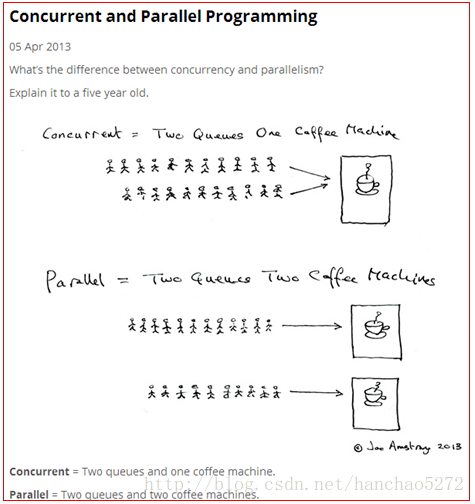 Concurrent and Parallel Programming
05 Apr 2013
What's the difference between concurrency and parallelism?
Explain it to a five year old.
Concurrent = Two Queues One Coffee Machine
Parallel = Two Queues Two Coffee Machines
© Joe Armstrong 2013
Concurrent = Two queues and one coffee machine.
http://blog.csdn.net/hanchao5272
Parallel = Two queues and two coffee machines.